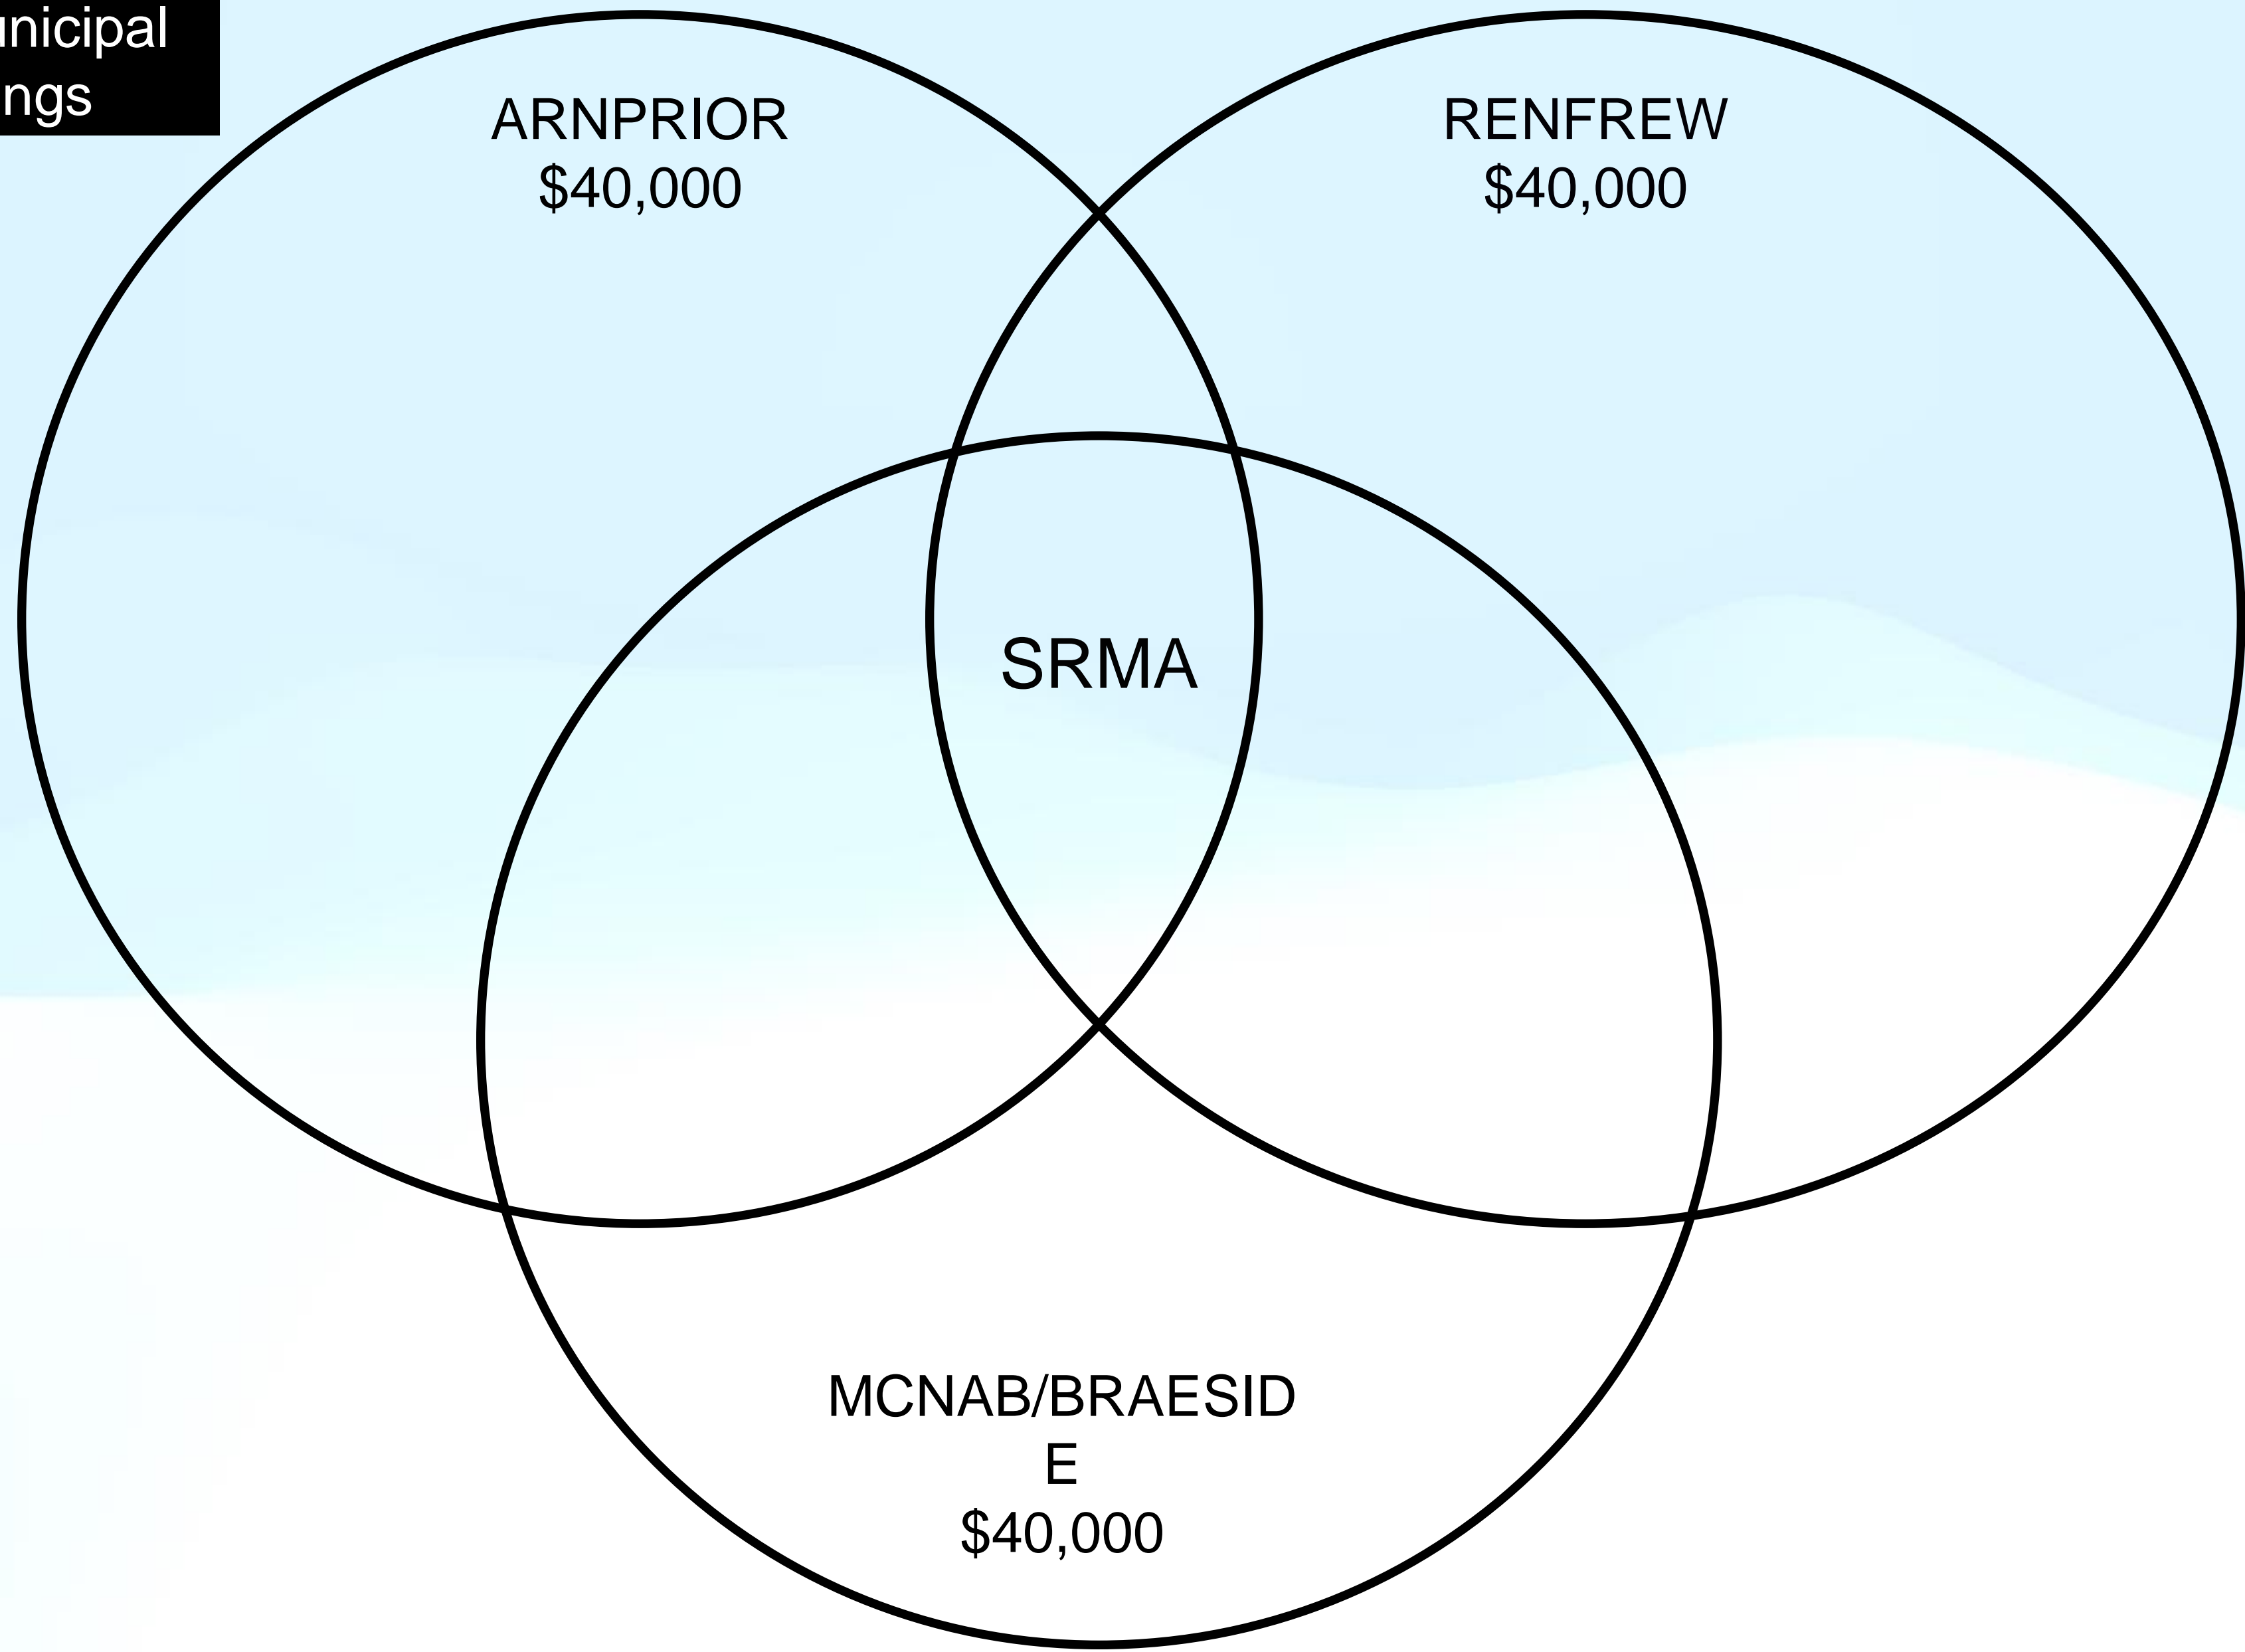 unicipal
ngs
ARNPRIOR
$40,000
RENFREW
$40,000
SRMA
MCNAB/BRAESID
E
$40,000